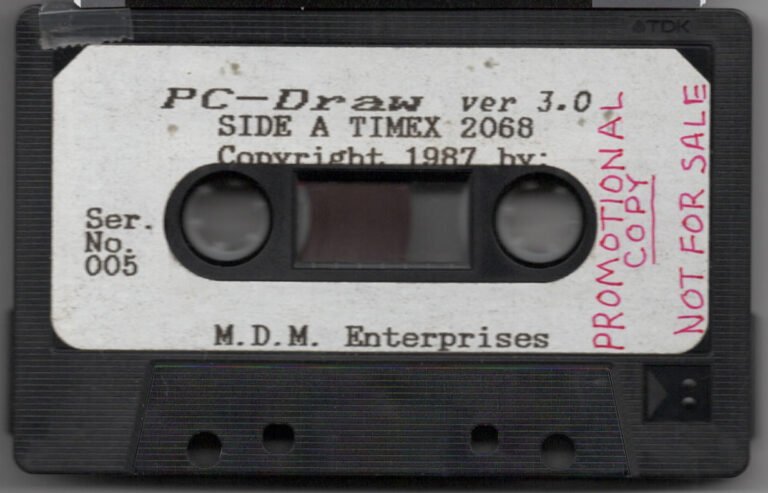 TDK
PC-Draw ver 3.0
SIDE A TIMEX 2068
Copyright 1987 by:
Ser.
No.
005
M.D.M. Enterprises
PROMOTIONAL
COPY
NOT FOR SALE